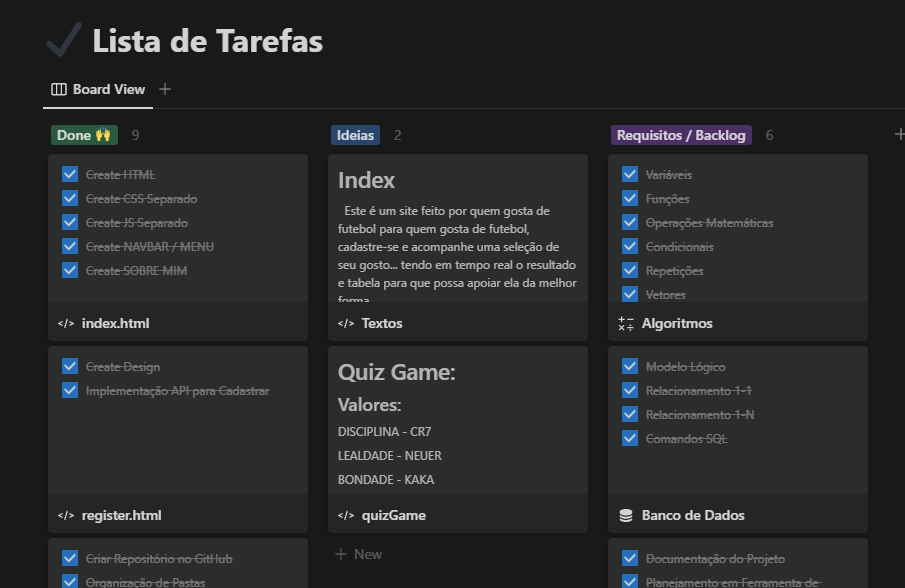 Lista de Tarefas
Board View
Done 🙌 9
Create HTML
Create CSS Separado
Create JS Separado
Create NAVBAR / MENU
Create SOBRE MIM
</> index.html
Create Design
Implementação API para Cadastrar
</> register.html
Criar Repositório no GitHub
Organização de Pastas
Ideias 2
Index
Este é um site feito por quem gosta de
futebol para quem gosta de futebol,
cadastre-se e acompanhe uma seleção de
seu gosto... tendo em tempo real o resultado
e tabela para que possa apoiar ela da melhor
forma
</> Textos
Quiz Game:
Valores:
DISCIPLINA - CR7
LEALDADE - NEUER
BONDADE - KAKA
</> quizGame
+ New
Requisitos / Backlog 6
Variáveis
Funções
Operações Matemáticas
Condicionais
Repetições
Vetores
Algoritmos
Modelo Lógico
Relacionamento 1-1
Relacionamento 1-N
Comandos SQL
Banco de Dados
Documentação do Projeto
Planejamento em Ferramenta de